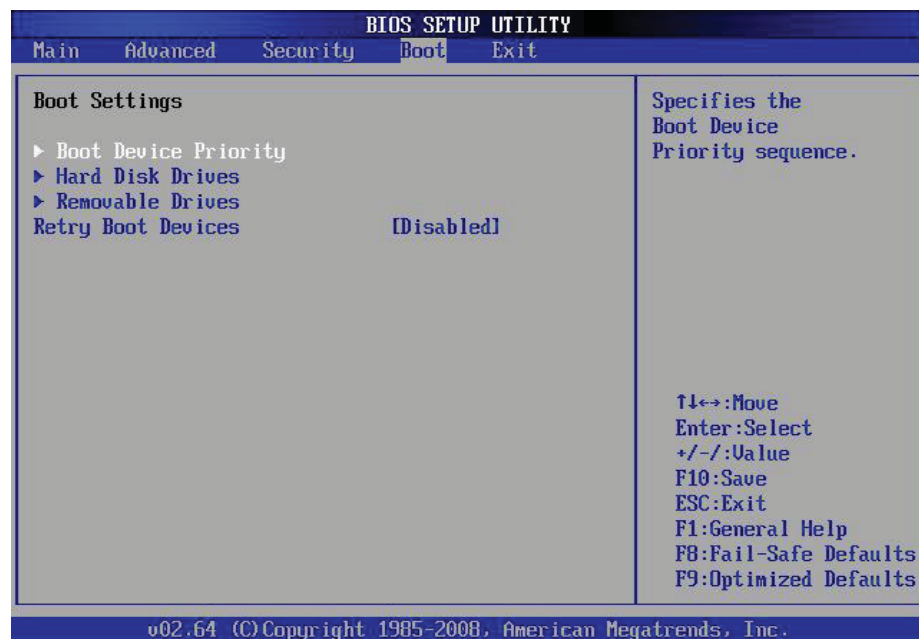 BIOS SETUP UTILITY
Main Advanced Security Boot Exit
Boot Settings
▶ Boot Device Priority
▶ Hard Disk Drives
▶ Removable Drives
Retry Boot Devices [Disabled]
Specifies the
Boot Device
Priority sequence.
↑↓←→:Move
Enter:Select
+/-/:Value
F10:Save
ESC:Exit
F1:General Help
F8:Fail-Safe Defaults
F9:Optimized Defaults
v02.64 (C)Copyright 1985-2008, American Megatrends, Inc.